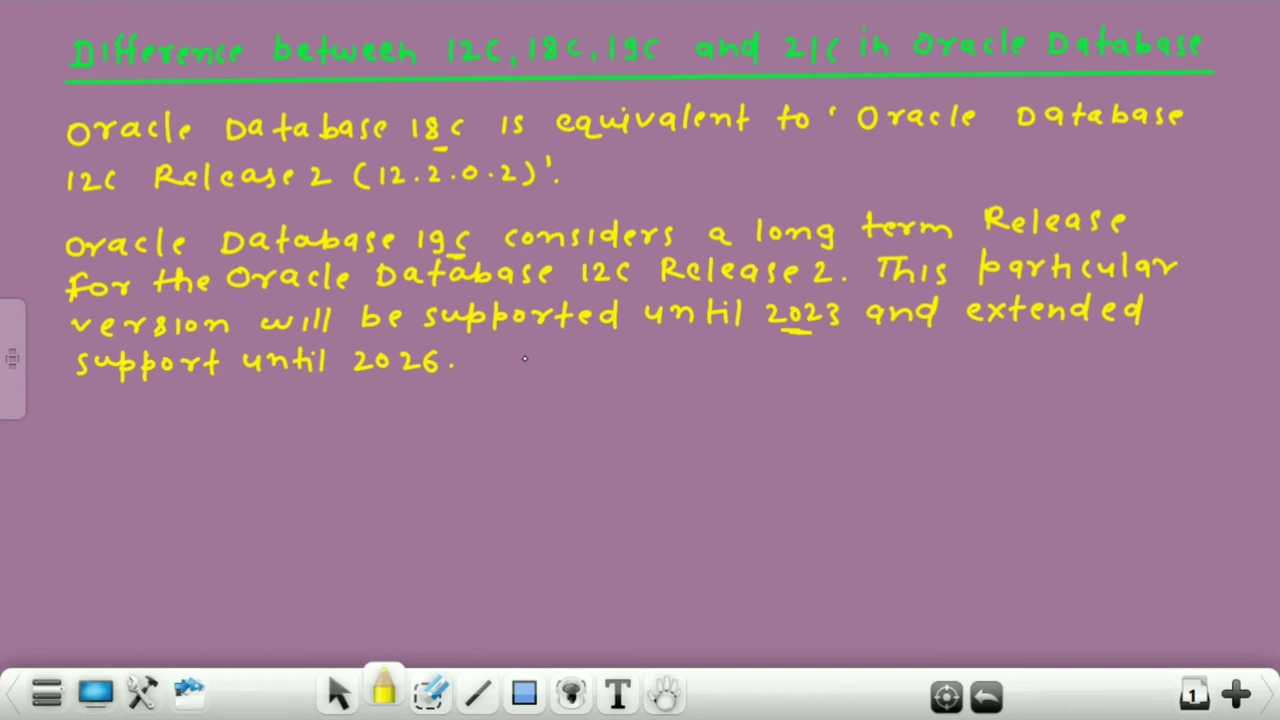 Difference between 12C, 18C, 19C and 21C in Oracle Database
Oracle Database 18c is equivalent to 'Oracle Database
12C Release 2 (12.2.0.2)'.
Oracle Database 19c considers a long term Release
for the Oracle Database 12C Release 2. This particular
version will be supported until 2023 and extended
support until 2026.
T
1